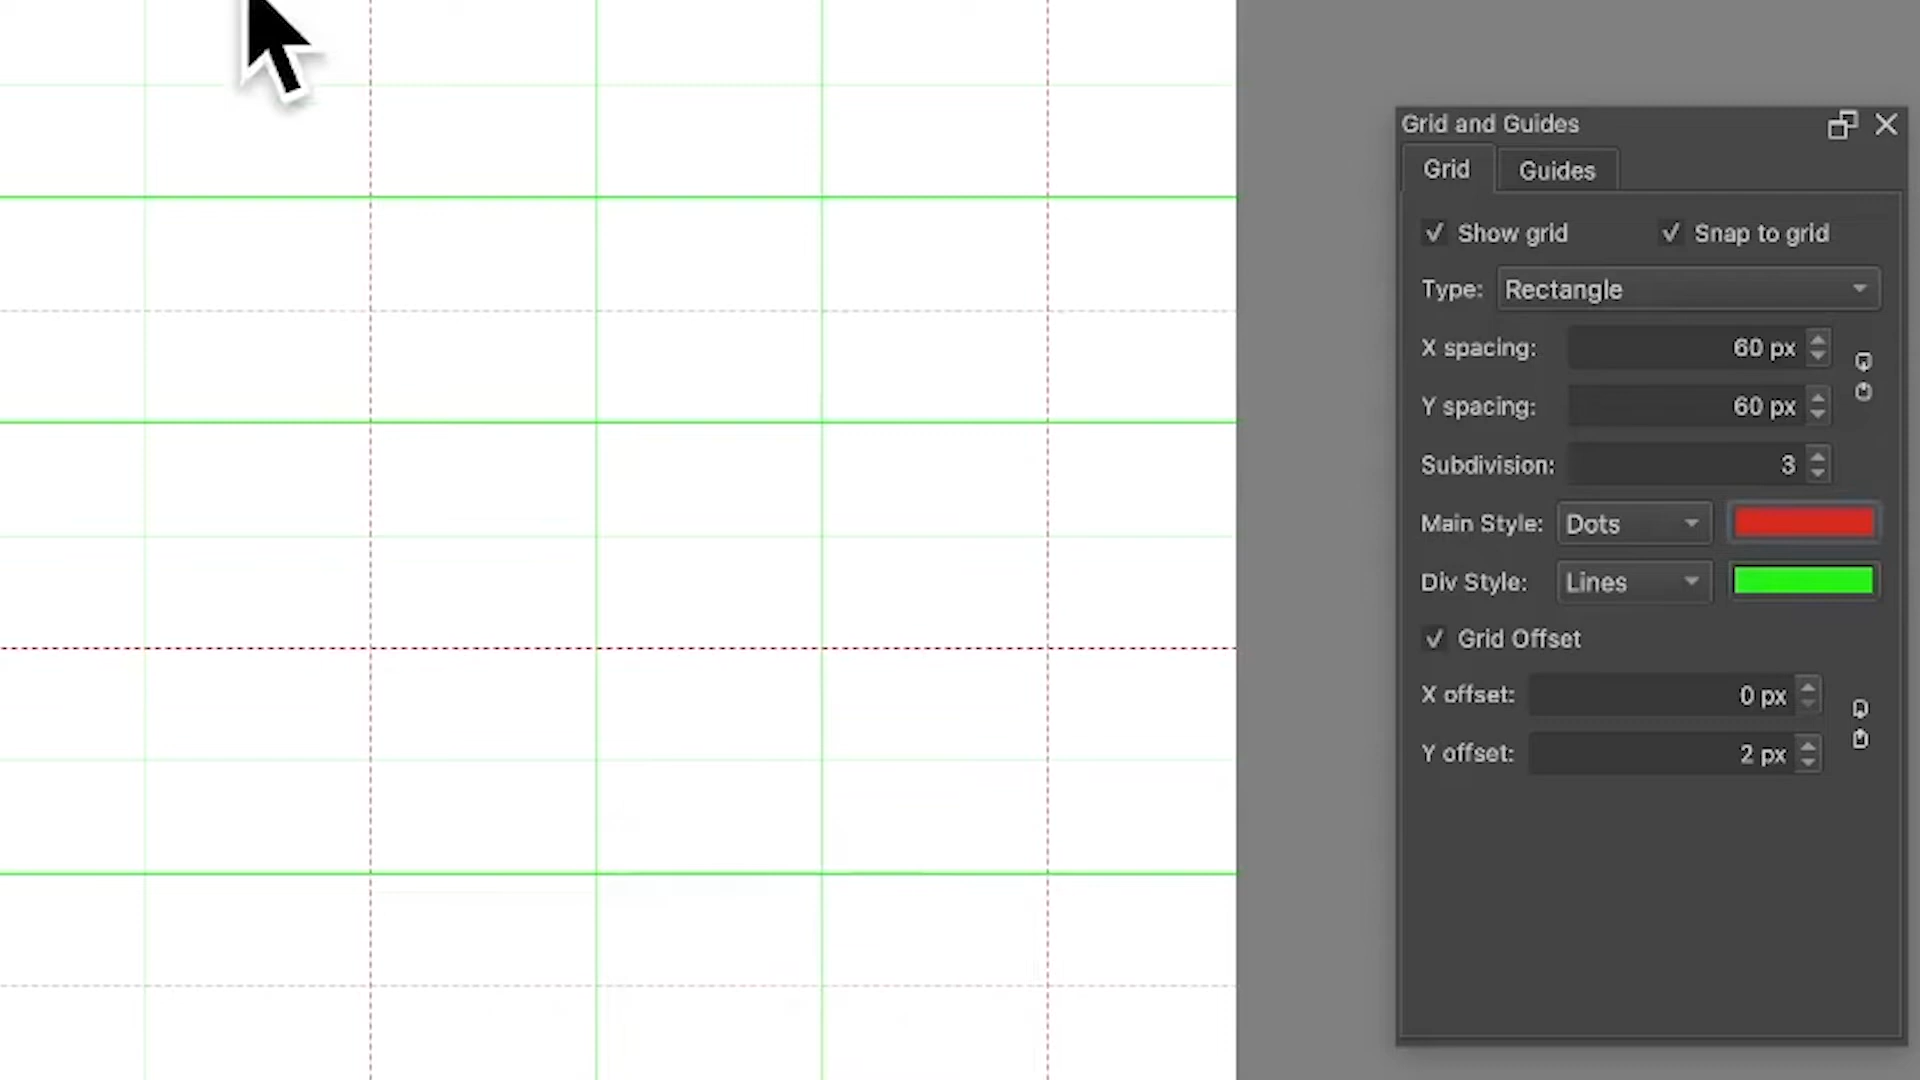 Grid and Guides
Grid Guides
Show grid Snap to grid
Type: Rectangle
X spacing: 60 px
Y spacing: 60 px
Subdivision: 3
Main Style: Dots
Div Style: Lines
Grid Offset
X offset: 0 px
Y offset: 2 px